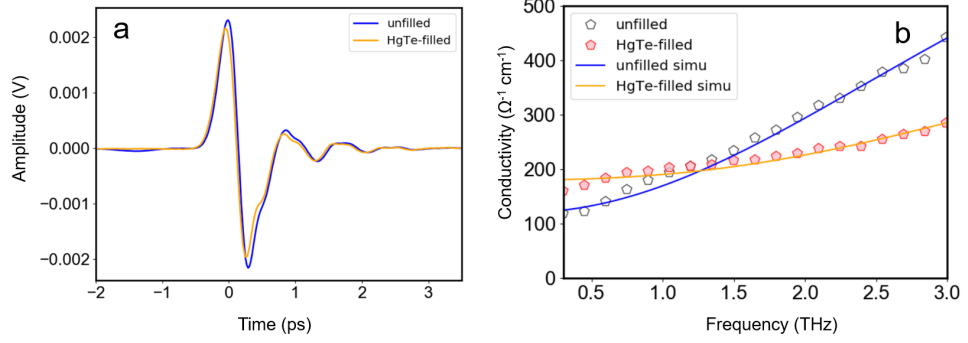 a
unfilled
HgTe-filled
0.002
0.001
0.000
−0.001
−0.002
Amplitude (V)
−2
−1
0
1
2
3
Time (ps)
b
unfilled
HgTe-filled
unfilled simu
HgTe-filled simu
500
400
300
200
100
0
Conductivity (Ω⁻¹ cm⁻¹)
0.5
1.0
1.5
2.0
2.5
3.0
Frequency (THz)